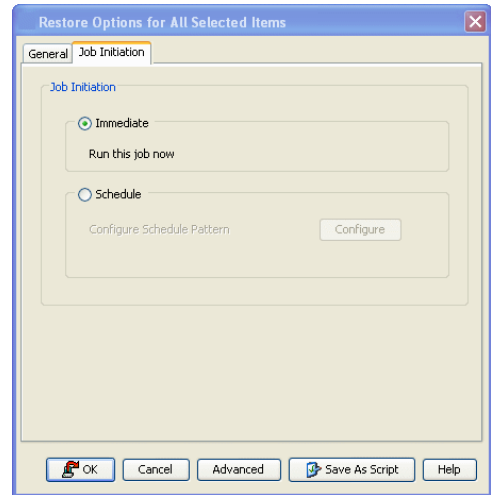 Restore Options for All Selected Items
General Job Initiation
Job Initiation
Immediate
Run this job now
Schedule
Configure Schedule Pattern Configure
OK Cancel Advanced Save As Script Help